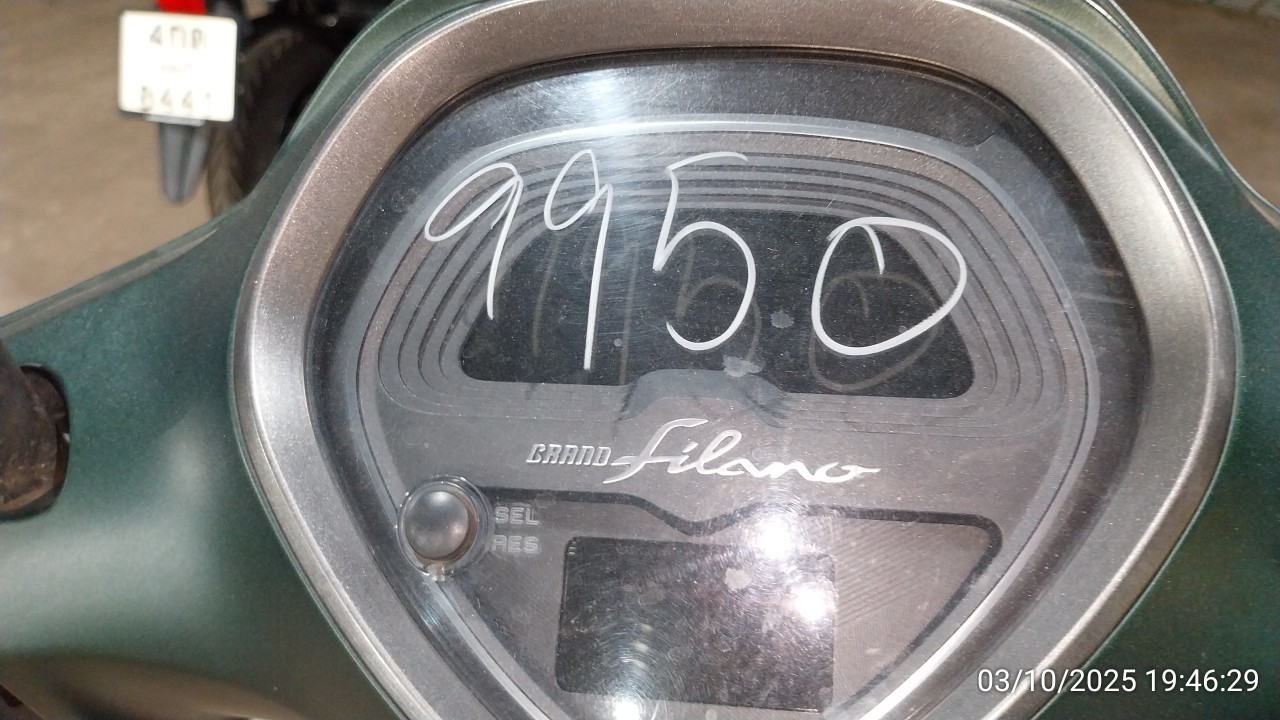 9950
GRAND Filano
SEL
RES
03/10/2025 19:46:29